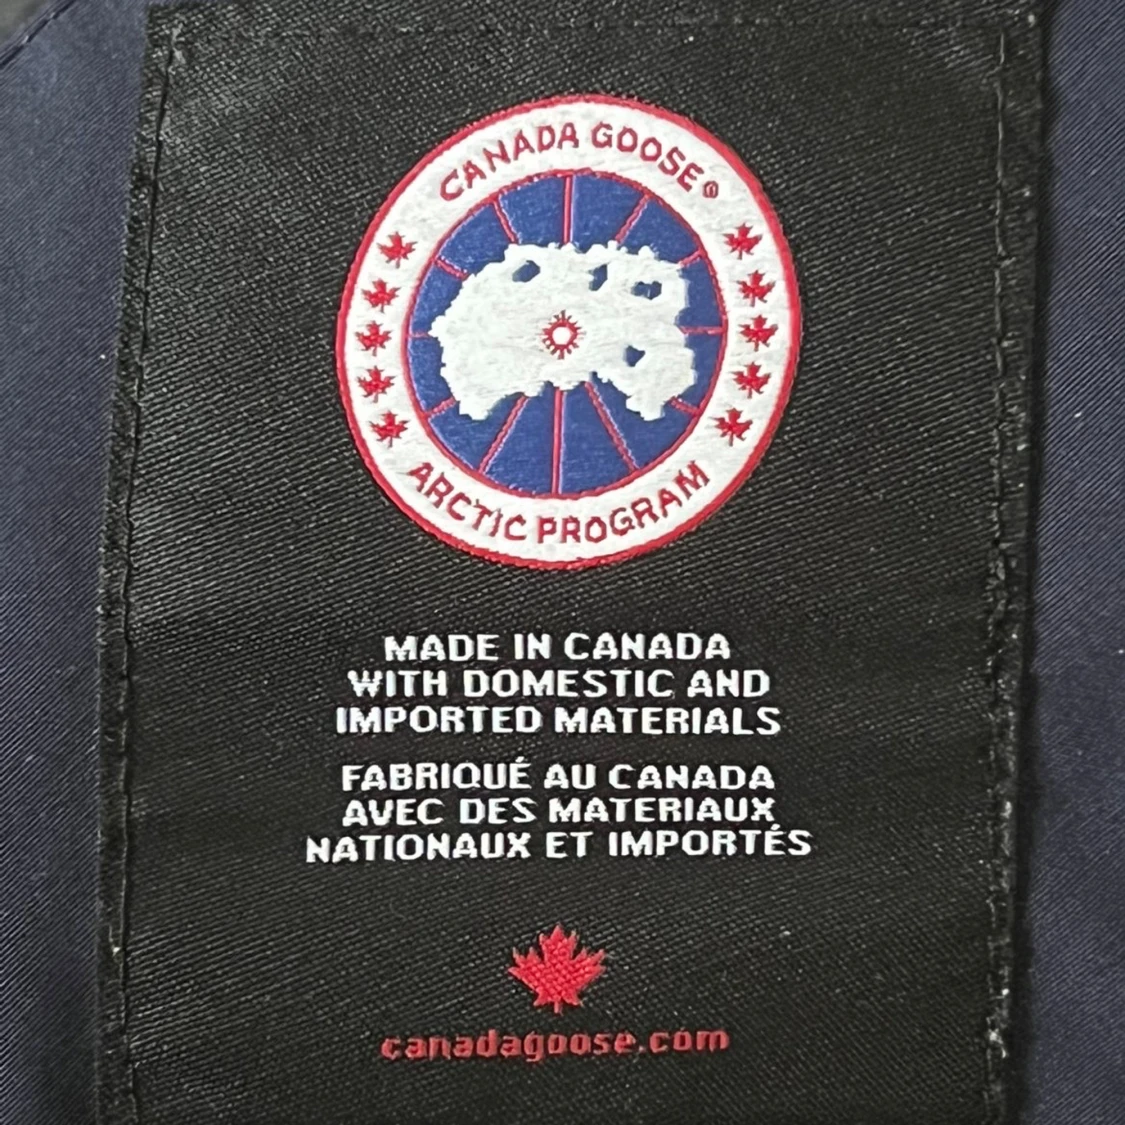 CANADA GOOSE®
ARCTIC PROGRAM
MADE IN CANADA
WITH DOMESTIC AND
IMPORTED MATERIALS
FABRIQUÉ AU CANADA
AVEC DES MATERIAUX
NATIONAUX ET IMPORTÉS
canadagoose.com